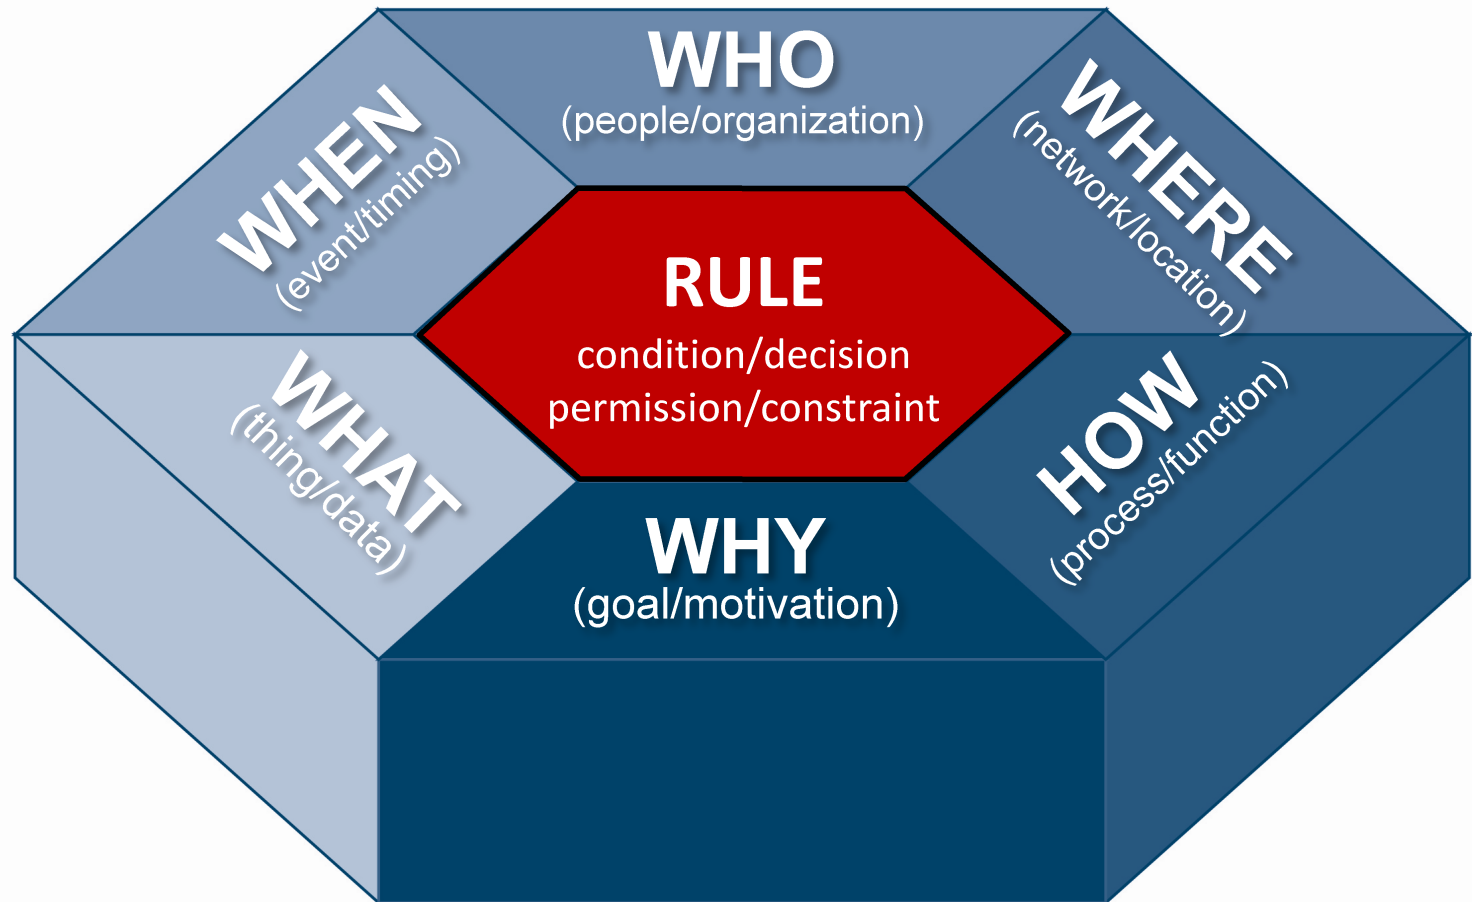 WHO
(people/organization)
WHEN
(event/timing)
WHERE
(network/location)
RULE
condition/decision
permission/constraint
WHAT
(thing/data)
HOW
(process/function)
WHY
(goal/motivation)